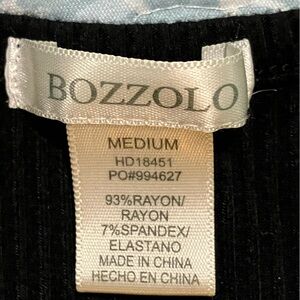 BOZZOLO
MEDIUM
HD18451
PO#994627
93%RAYON/
RAYON
7%SPANDEX/
ELASTANO
MADE IN CHINA
HECHO EN CHINA